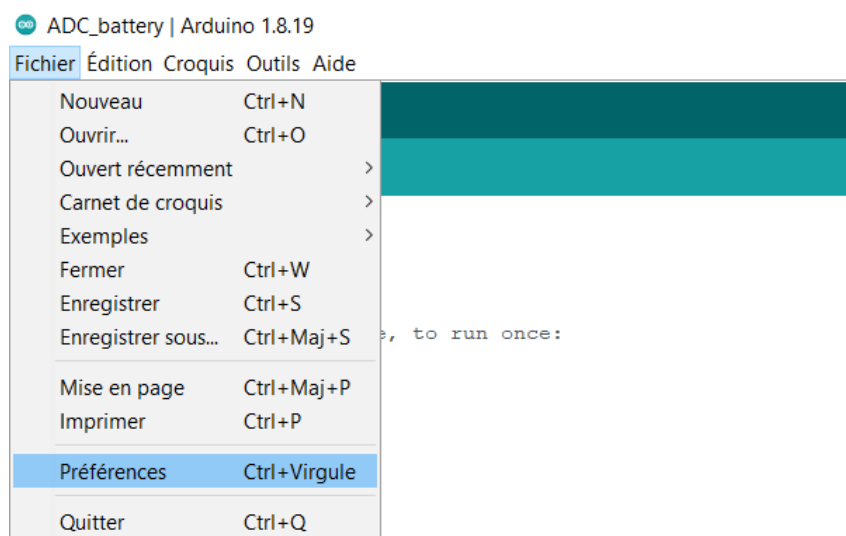 ADC_battery | Arduino 1.8.19
Fichier Édition Croquis Outils Aide
Nouveau Ctrl+N
Ouvrir... Ctrl+O
Ouvert récemment
Carnet de croquis
Exemples
Fermer Ctrl+W
Enregistrer Ctrl+S
Enregistrer sous... Ctrl+Maj+S , to run once:
Mise en page Ctrl+Maj+P
Imprimer Ctrl+P
Préférences Ctrl+Virgule
Quitter Ctrl+Q